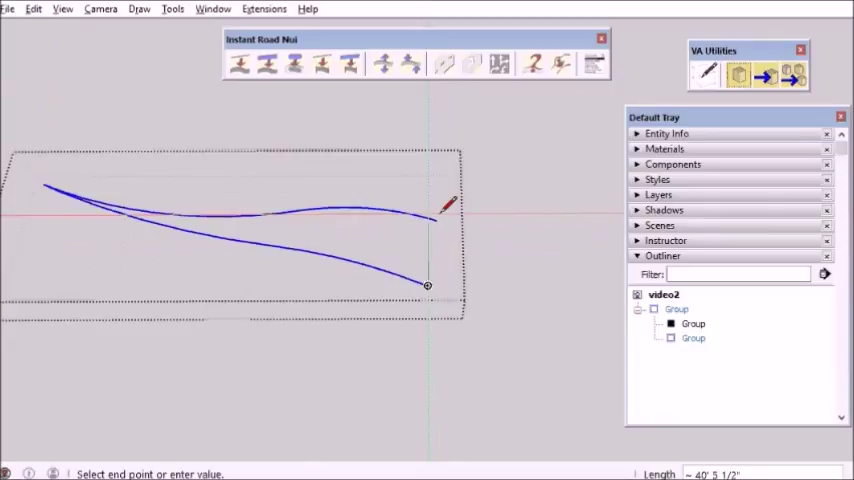 File Edit View Camera Draw Tools Window Extensions Help
Instant Road Nui
VA Utilities
Default Tray
Entity Info
Materials
Components
Styles
Layers
Shadows
Scenes
Instructor
Outliner
Filter:
video2
Group
Group
Group
Select end point or enter value.
Length ~ 40' 5 1/2"